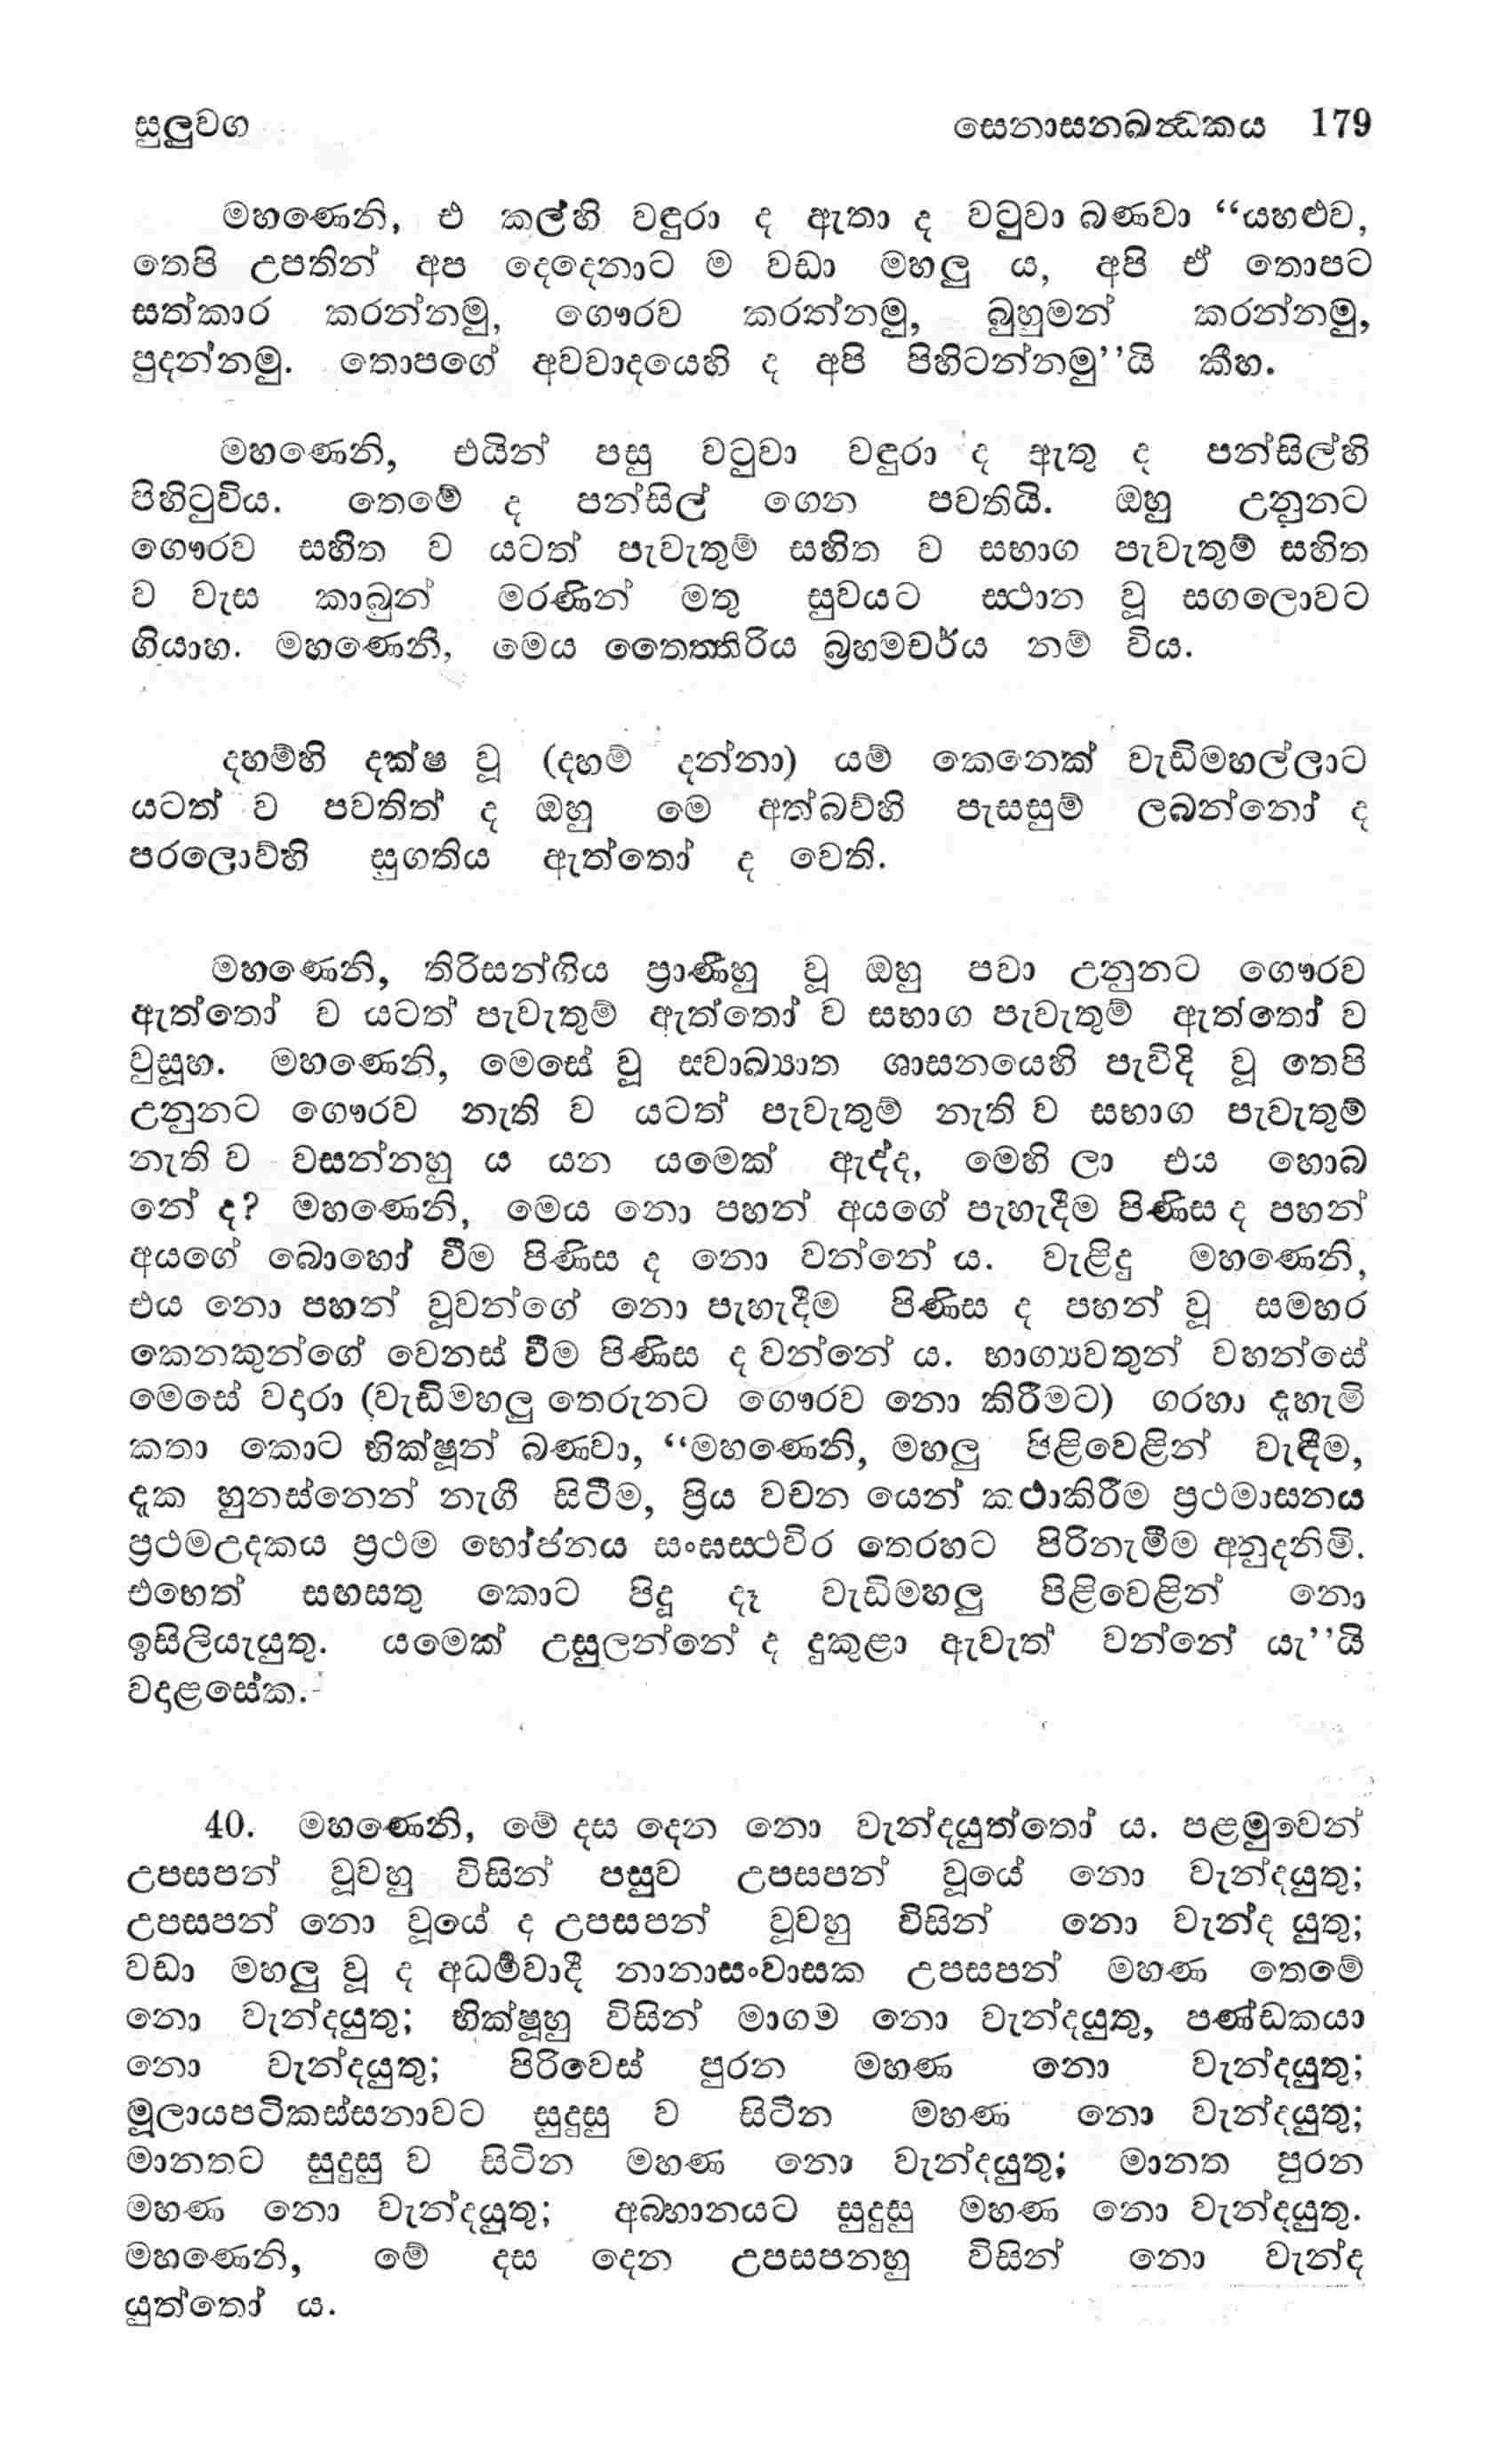 සුලුවග සෙනාසනඛන්ධකය 179
මහණෙනි, එ කල්හි වඳුරා ද ඇතා ද වටුවා බණවා “යහළුව,
තෙපි උපතින් අප දෙදෙනාට ම වඩා මහලු ය, අපි ඒ තොපට
සත්කාර කරන්නමු, ගෞරව කරන්නමු, බුහුමන් කරන්නමු,
පුදන්නමු. තොපගේ අවවාදයෙහි ද අපි පිහිටන්නමු’’යි කීහ.
මහණෙනි, එයින් පසු වටුවා වඳුරා ද ඇතු ද පන්සිල්හි
පිහිටුවිය. තෙමේ ද පන්සිල් ගෙන පවතියි. ඔහු උනුනට
ගෞරව සහිත ව යටත් පැවැතුම් සහිත ව සභාග පැවැතුම් සහිත
ව වැස කාබුන් මරණින් මතු සුවයට ස්ථාන වූ සගලොවට
ගියාහ. මහණෙනි, මෙය තෛත්තිරිය බ්‍රහ්මචර්ය නම් විය.
දහම්හි දක්ෂ වූ (දහම් දන්නා) යම් කෙනෙක් වැඩිමහල්ලාට
යටත් ව පවතිත් ද ඔහු මෙ අත්බව්හි පැසසුම් ලබන්නෝ ද
පරලොව්හි සුගතිය ඇත්තෝ ද වෙති.
මහණෙනි, තිරිසන්ගිය ප්‍රාණීහු වූ ඔහු පවා උනුනට ගෞරව
ඇත්තෝ ව යටත් පැවැතුම් ඇත්තෝ ව සභාග පැවැතුම් ඇත්තෝ ව
වුසූහ. මහණෙනි, මෙසේ වූ ස්වාඛ්‍යාත ශාසනයෙහි පැවිදි වූ තෙපි
උනුනට ගෞරව නැති ව යටත් පැවැතුම් නැති ව සභාග පැවැතුම්
නැති ව වසන්නහු ය යන යමෙක් ඇද්ද, මෙහි ලා එය හොබ
නේ ද? මහණෙනි, මෙය නො පහන් අයගේ පැහැදීම පිණිස ද පහන්
අයගේ බොහෝ වීම පිණිස ද නො වන්නේ ය. වැළිදු මහණෙනි,
එය නො පහන් වූවන්ගේ නො පැහැදීම පිණිස ද පහන් වූ සමහර
කෙනකුන්ගේ වෙනස් වීම පිණිස ද වන්නේ ය. භාග්‍යවතුන් වහන්සේ
මෙසේ වදරා (වැඩිමහලු තෙරුනට ගෞරව නො කිරීමට) ගරහා දූහැමි
කතා කොට භික්ෂූන් බණවා, “මහණෙනි, මහලු පිළිවෙළින් වැඳීම,
දූක හුනස්නෙන් නැගී සිටීම, ප්‍රිය වචන යෙන් කථාකිරීම ප්‍රථමාසනය
ප්‍රථමඋදකය ප්‍රථම භෝජනය සංඝස්ථවිර තෙරහට පිරිනැමීම අනුදනිමි.
එහෙත් සඟසතු කොට පිදූ දෑ වැඩිමහලු පිළිවෙළින් නො
ඉසිලියැයුතු. යමෙක් උසුලන්නේ ද දුකුළා ඇවැත් වන්නේ යැ’’යි
වදළසේක.
40. මහණෙනි, මේ දස දෙන නො වැන්දයුත්තෝ ය. පළමුවෙන්
උපසපන් වූවහු විසින් පසුව උපසපන් වූයේ නො වැන්දයුතු;
උපසපන් නො වූයේ ද උපසපන් වූවහු විසින් නො වැන්ද යුතු;
වඩා මහලු වූ ද අධර්මවාදී නානාසංවාසක උපසපන් මහණ තෙමේ
නො වැන්දයුතු; භික්ෂූහු විසින් මාගම නො වැන්දයුතු, පණ්ඩකයා
නො වැන්දයුතු; පිරිවෙස් පුරන මහණ නො වැන්දයුතු;
මූලායපටිකස්සනාවට සුදුසු ව සිටින මහණ නො වැන්දයුතු;
මානතට සුදුසු ව සිටින මහණ නො වැන්දයුතු; මානත පුරන
මහණ නො වැන්දයුතු; අබ්භානයට සුදුසු මහණ නො වැන්දයුතු.
මහණෙනි, මේ දස දෙන උපසපනහු විසින් නො වැන්ද
යුත්තෝ ය.